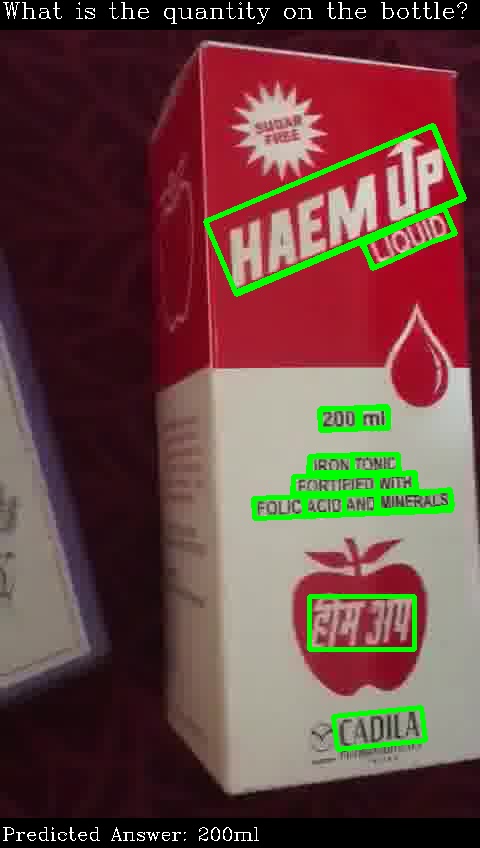 What is the quantity on the bottle?
SUGAR
FREE
HAEM UP
LIQUID
200 ml
IRON TONIC
FORTIFIED WITH
FOLIC ACID AND MINERALS
हीम अप
CADILA
Predicted Answer: 200ml